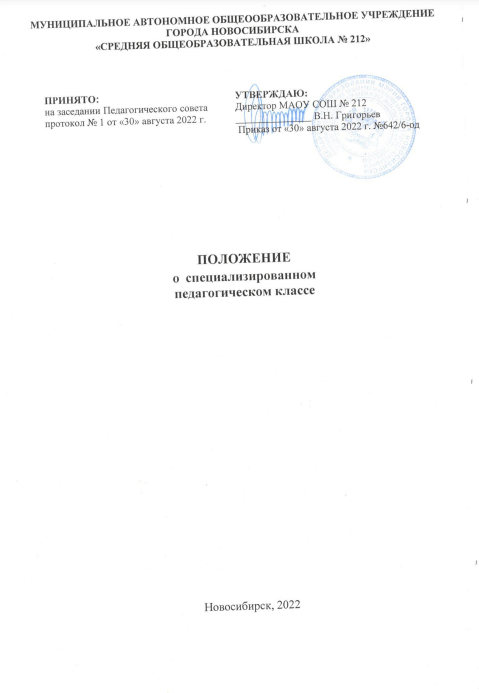 МУНИЦИПАЛЬНОЕ АВТОНОМНОЕ ОБЩЕООБРАЗОВАТЕЛЬНОЕ УЧРЕЖДЕНИЕ
ГОРОДА НОВОСИБИРСКА
«СРЕДНЯЯ ОБЩЕОБРАЗОВАТЕЛЬНАЯ ШКОЛА № 212»
ПРИНЯТО:
на заседании Педагогического совета
протокол № 1 от «30» августа 2022 г.
УТВЕРЖДАЮ:
Директор МАОУ СОШ № 212
В.Н. Григорьев
Приказ от «30» августа 2022 г. №642/6-од
ПОЛОЖЕНИЕ
о специализированном
педагогическом классе
Новосибирск, 2022